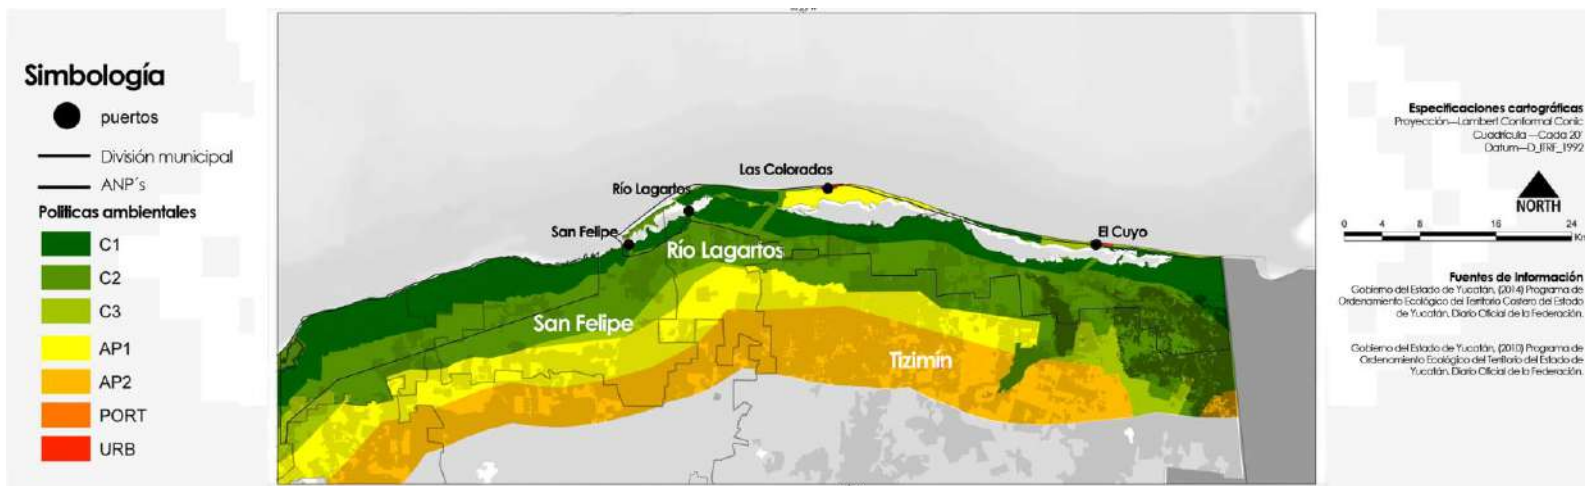 Simbología
puertos
División municipal
ANP's
Políticas ambientales
C1
C2
C3
AP1
AP2
PORT
URB
Las Coloradas
Río Lagartos
San Felipe
El Cuyo
Río Lagartos
San Felipe
Tizimín
Especificaciones cartográficas
Proyección—Lambert Conformal Conic
Cuadrícula—Cada 20'
Datum—D_ITRF_1992
NORTH
0 4 8 16 24
Km
Fuentes de Información
Gobierno del Estado de Yucatán, (2014) Programa de
Ordenamiento Ecológico del Territorio Costero del Estado
de Yucatán. Diario Oficial de la Federación.
Gobierno del Estado de Yucatán, (2010) Programa de
Ordenamiento Ecológico del Territorio del Estado de
Yucatán. Diario Oficial de la Federación.